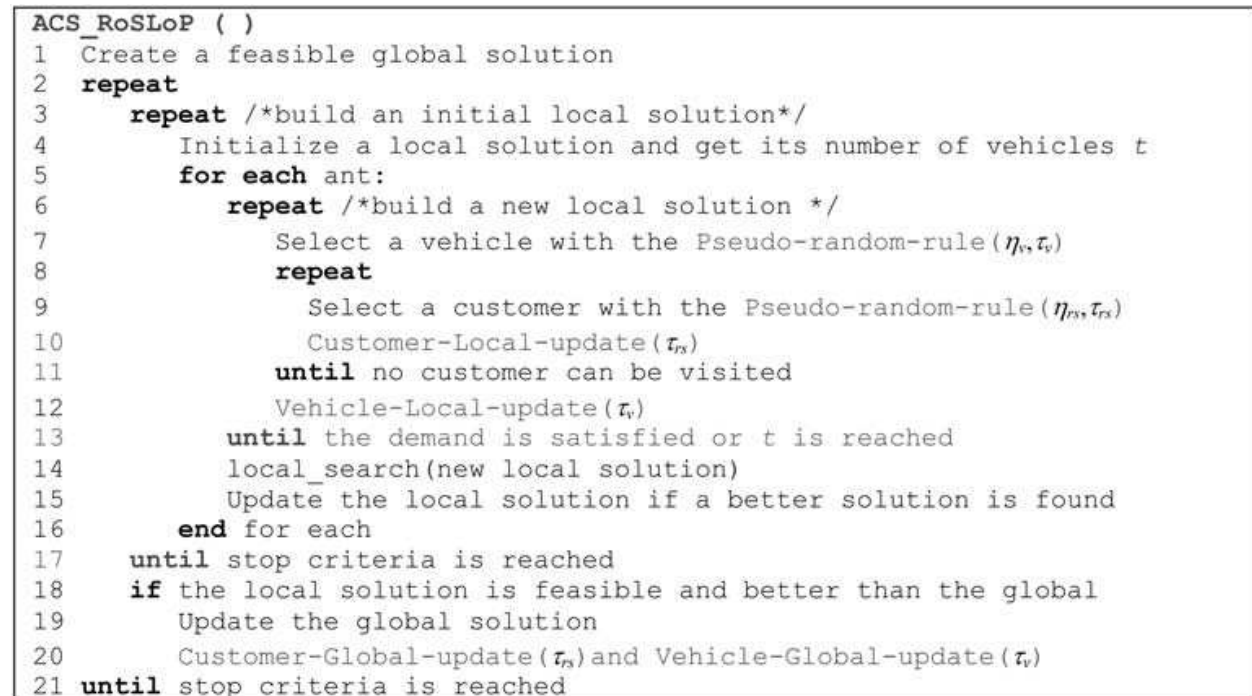 ACS_RoSLoP ( )
1 Create a feasible global solution
2 repeat
3 repeat /*build an initial local solution*/
4 Initialize a local solution and get its number of vehicles t
5 for each ant:
6 repeat /*build a new local solution */
7 Select a vehicle with the Pseudo-random-rule(ηv,τv)
8 repeat
9 Select a customer with the Pseudo-random-rule(ηrs,τrs)
10 Customer-Local-update(τrs)
11 until no customer can be visited
12 Vehicle-Local-update(τv)
13 until the demand is satisfied or t is reached
14 local_search(new local solution)
15 Update the local solution if a better solution is found
16 end for each
17 until stop criteria is reached
18 if the local solution is feasible and better than the global
19 Update the global solution
20 Customer-Global-update(τrs)and Vehicle-Global-update(τv)
21 until stop criteria is reached